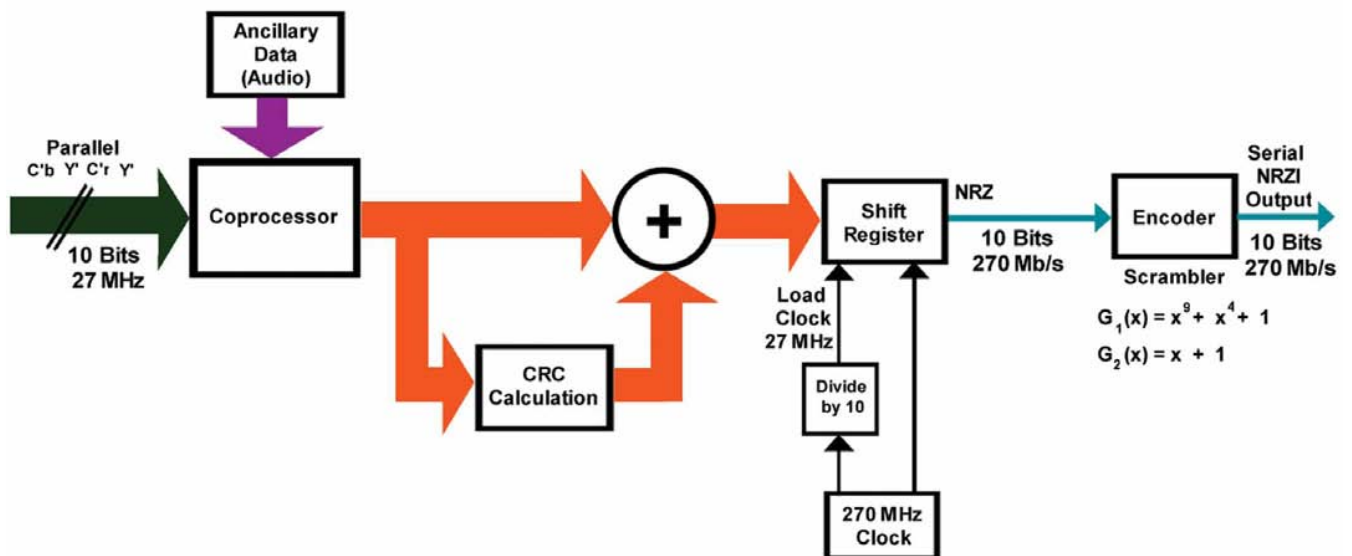 Ancillary
Data
(Audio)
Parallel
C'b Y' C'r Y'
10 Bits
27 MHz
Coprocessor
+
CRC
Calculation
Shift
Register
Load
Clock
27 MHz
Divide
by 10
270 MHz
Clock
NRZ
10 Bits
270 Mb/s
Encoder
Scrambler
G₁(x) = x⁹ + x⁴ + 1
G₂(x) = x + 1
Serial
NRZI
Output
10 Bits
270 Mb/s